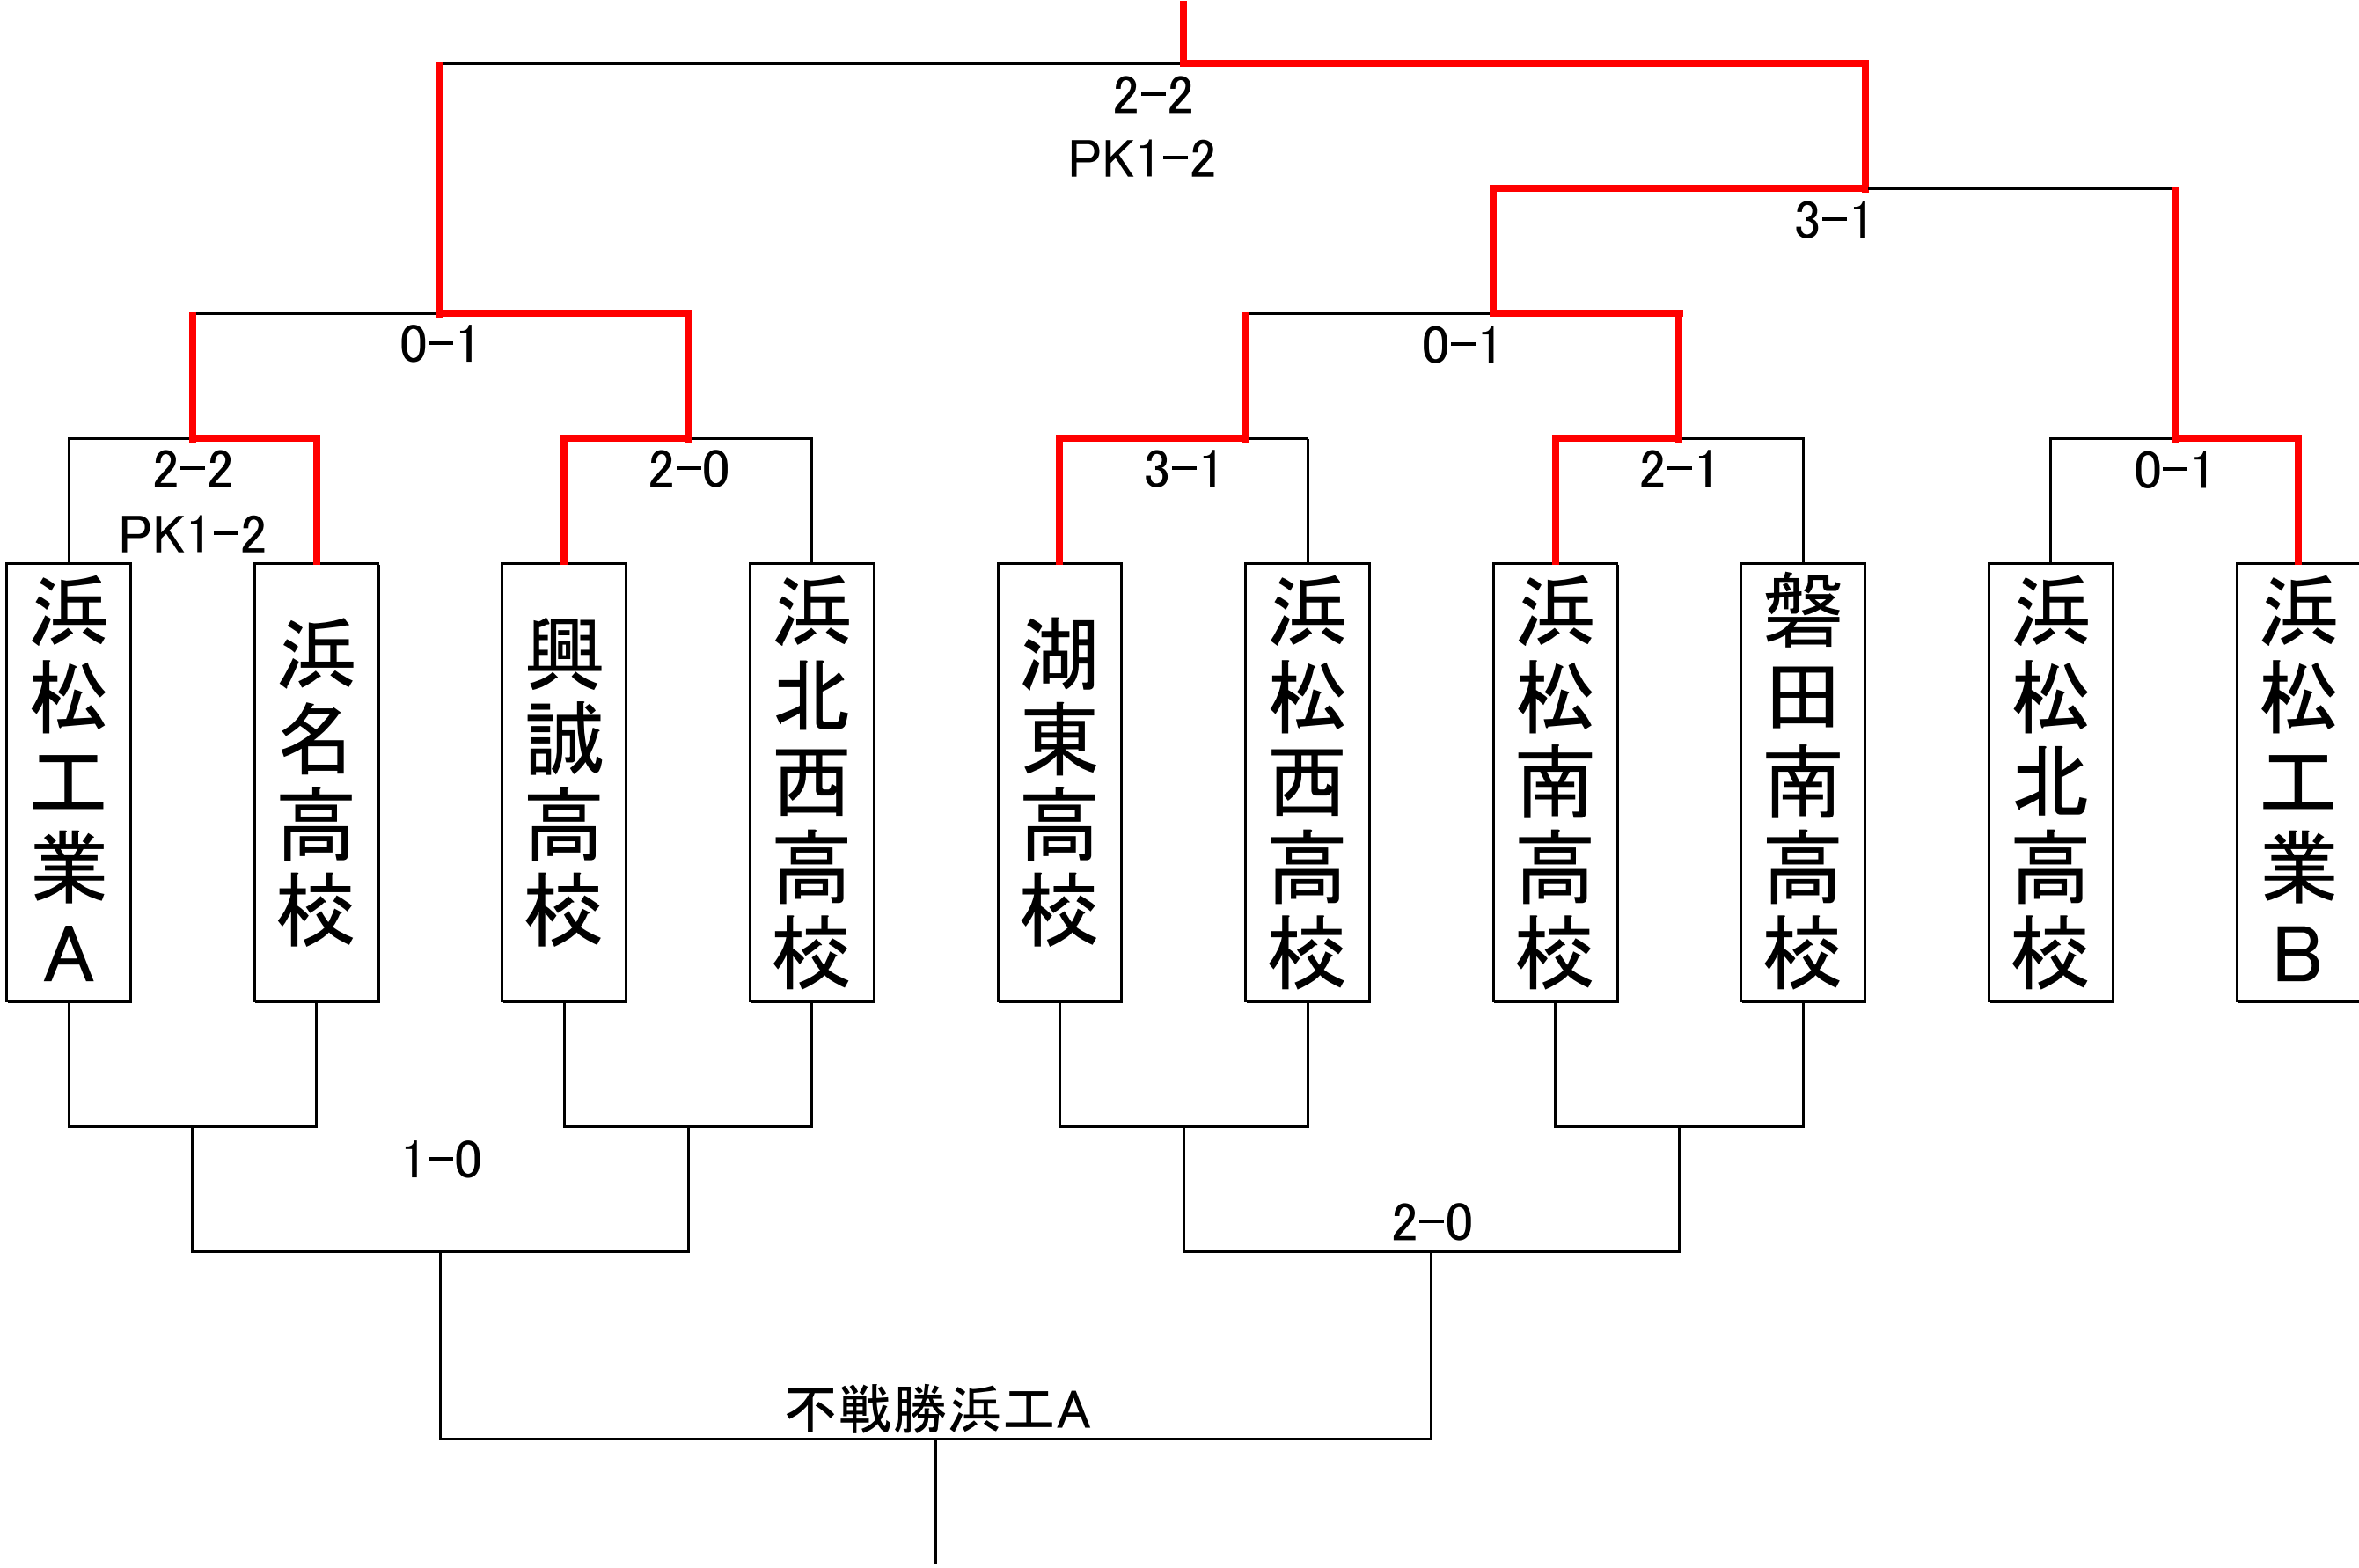 2-2
PK1-2
3-1
0-1
0-1
2-2
PK1-2
2-0
3-1
2-1
0-1
浜松工業A
浜名高校
興誠高校
浜北西高校
湖東高校
浜松西高校
浜松南高校
磐田南高校
浜松北高校
浜松工業B
1-0
2-0
不戦勝浜工A